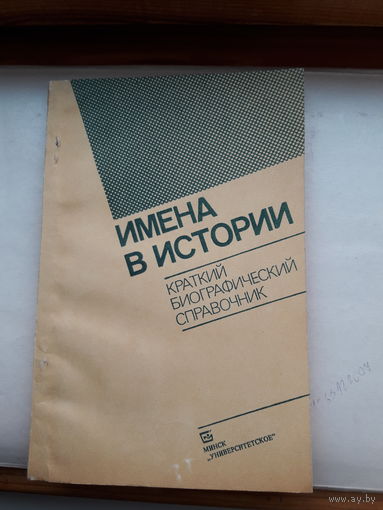 ИМЕНА
В ИСТОРИИ
КРАТКИЙ
БИОГРАФИЧЕСКИЙ
СПРАВОЧНИК
МИНСК
„УНИВЕРСИТЕТСКОЕ"
www.ay.by